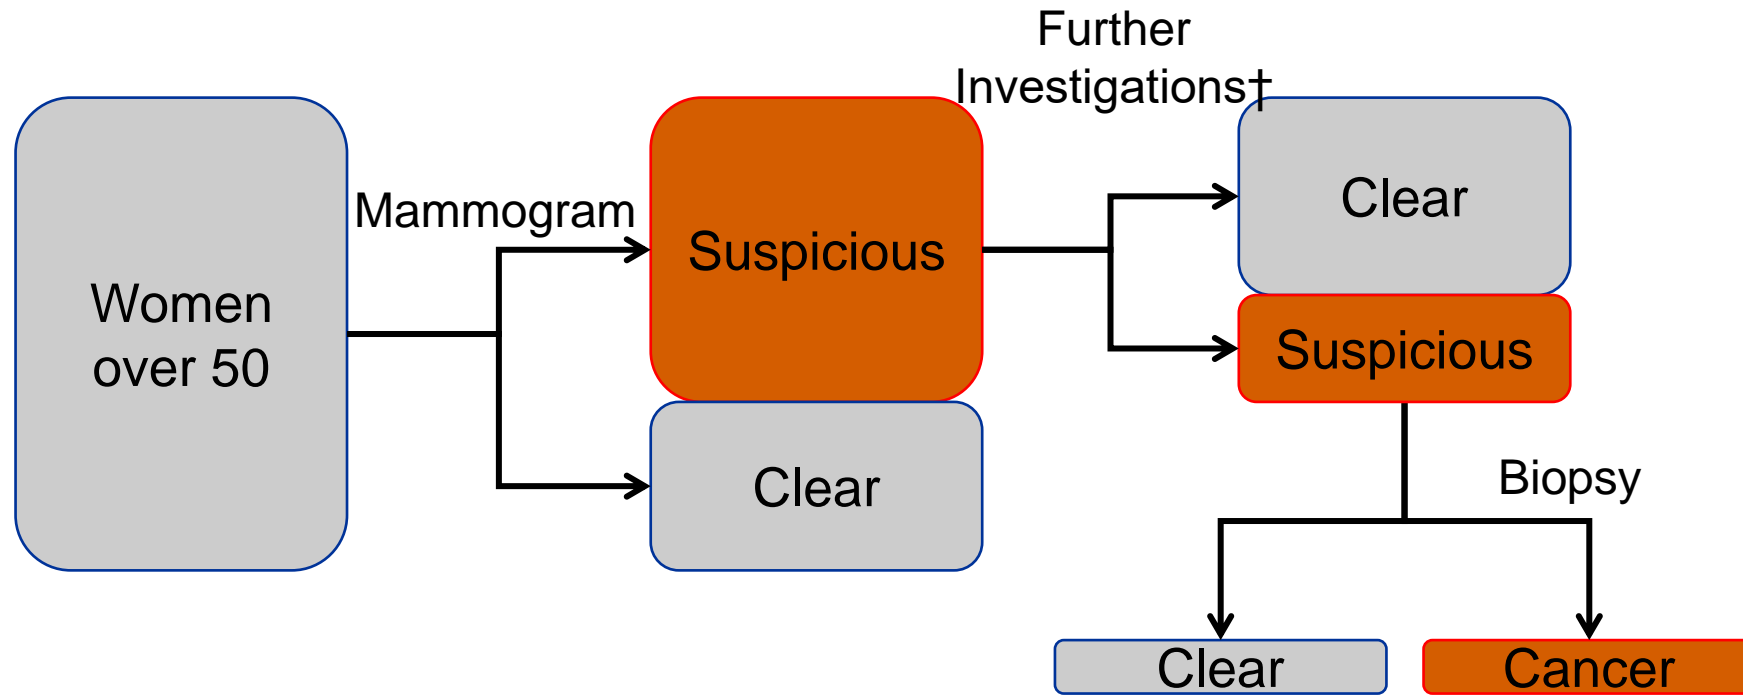 Women
over 50
Mammogram
Suspicious
Clear
Further
Investigations†
Clear
Suspicious
Biopsy
Clear
Cancer